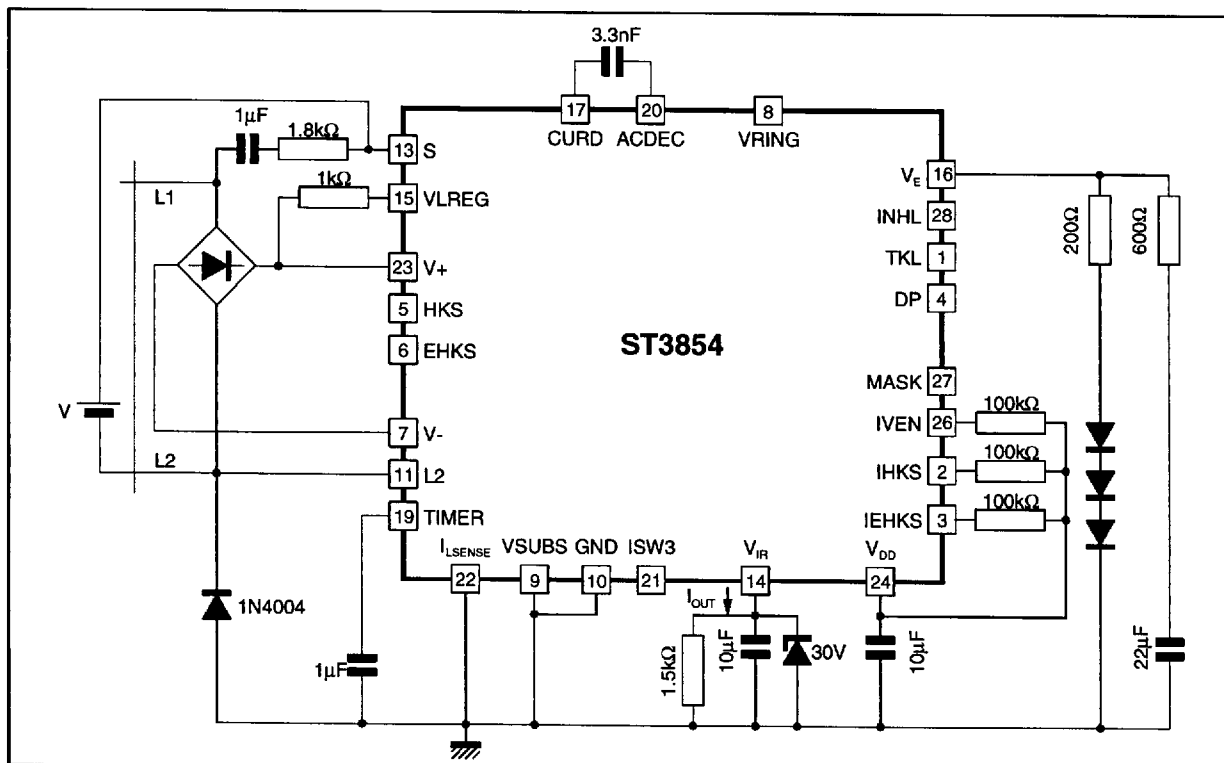 3.3nF
1μF
1.8kΩ
17
20
8
CURD
ACDEC
VRING
13
S
1kΩ
15
VLREG
L1
23
V+
5
HKS
6
EHKS
ST3854
V
7
V-
L2
11
L2
19
TIMER
VE
16
INHL
28
TKL
1
DP
4
MASK
27
IVEN
26
100kΩ
IHKS
2
100kΩ
IEHKS
3
100kΩ
200Ω
600Ω
ILSENSE
VSUBS
GND
ISW3
VIR
VDD
22
9
10
21
14
24
1N4004
1μF
IOUT
1.5kΩ
10μF
30V
10μF
22μF